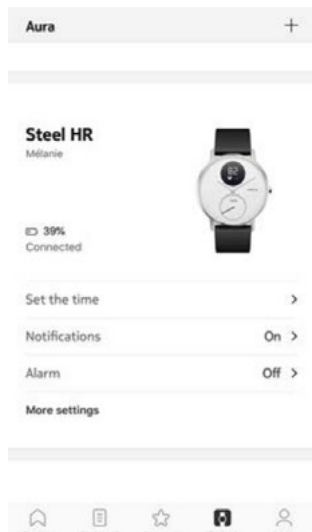 Aura
Steel HR
Mélanie
39%
Connected
Set the time
Notifications On
Alarm Off
More settings